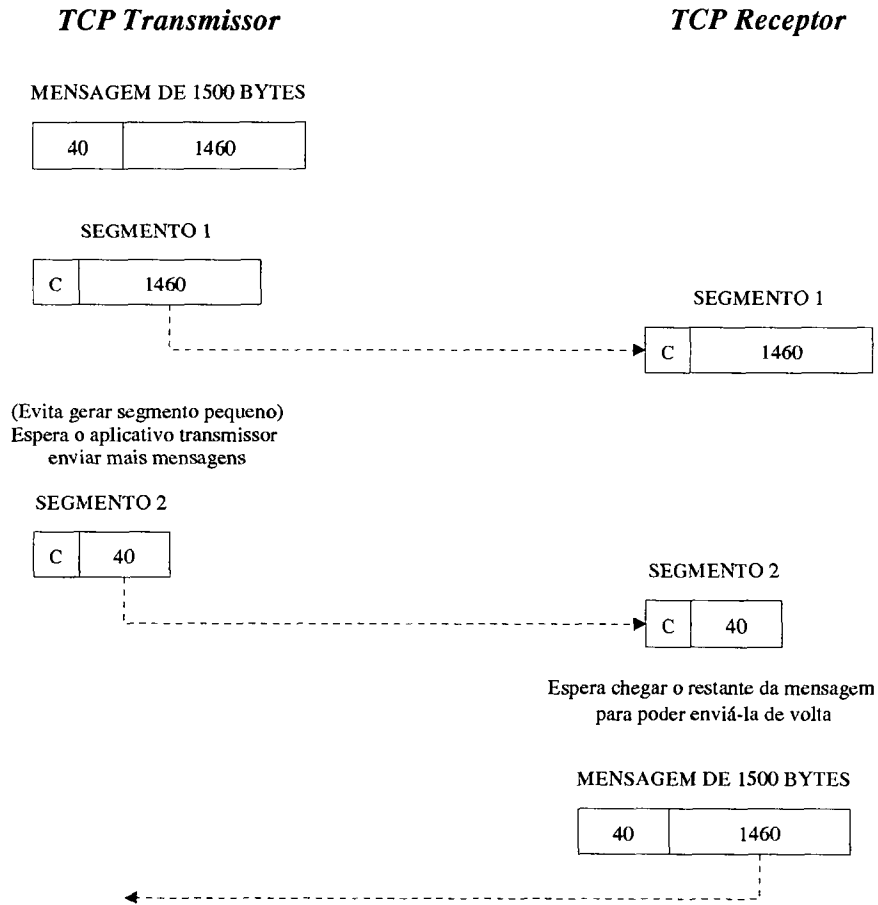 TCP Transmissor
TCP Receptor
MENSAGEM DE 1500 BYTES
40
1460
SEGMENTO 1
C
1460
SEGMENTO 1
C
1460
(Evita gerar segmento pequeno)
Espera o aplicativo transmissor
enviar mais mensagens
SEGMENTO 2
C
40
SEGMENTO 2
C
40
Espera chegar o restante da mensagem
para poder enviá-la de volta
MENSAGEM DE 1500 BYTES
40
1460